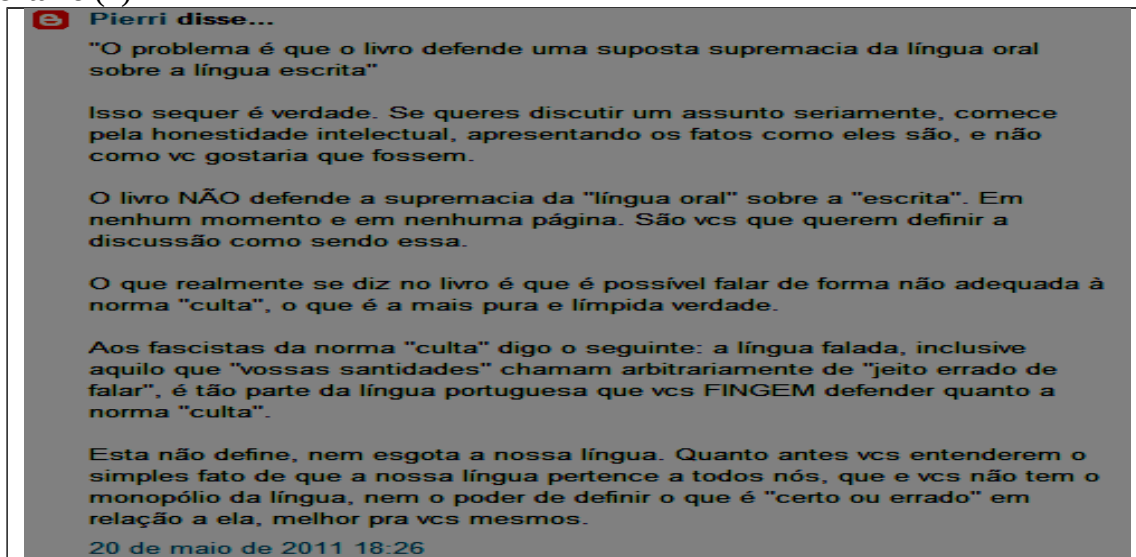 Pierri disse...
"O problema é que o livro defende uma suposta supremacia da língua oral
sobre a língua escrita"
Isso sequer é verdade. Se queres discutir um assunto seriamente, comece
pela honestidade intelectual, apresentando os fatos como eles são, e não
como vc gostaria que fossem.
O livro NÃO defende a supremacia da "língua oral" sobre a "escrita". Em
nenhum momento e em nenhuma página. São vcs que querem definir a
discussão como sendo essa.
O que realmente se diz no livro é que é possível falar de forma não adequada à
norma "culta", o que é a mais pura e límpida verdade.
Aos fascistas da norma "culta" digo o seguinte: a língua falada, inclusive
aquilo que "vossas santidades" chamam arbitrariamente de "jeito errado de
falar", é tão parte da língua portuguesa que vcs FINGEM defender quanto a
norma "culta".
Esta não define, nem esgota a nossa língua. Quanto antes vcs entenderem o
simples fato de que a nossa língua pertence a todos nós, que e vcs não tem o
monopólio da língua, nem o poder de definir o que é "certo ou errado" em
relação a ela, melhor pra vcs mesmos.
20 de maio de 2011 18:26